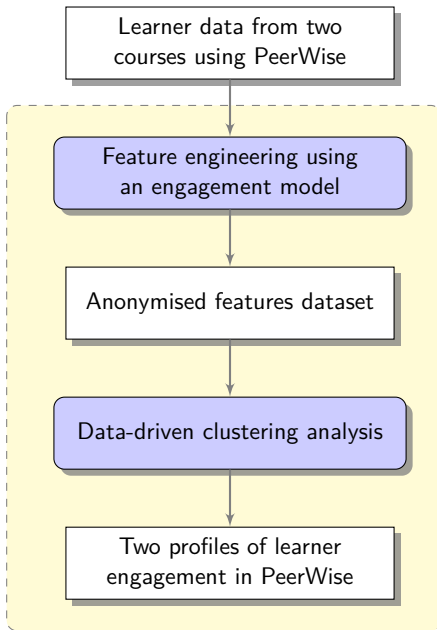 Learner data from two
courses using PeerWise
Feature engineering using
an engagement model
Anonymised features dataset
Data-driven clustering analysis
Two profiles of learner
engagement in PeerWise